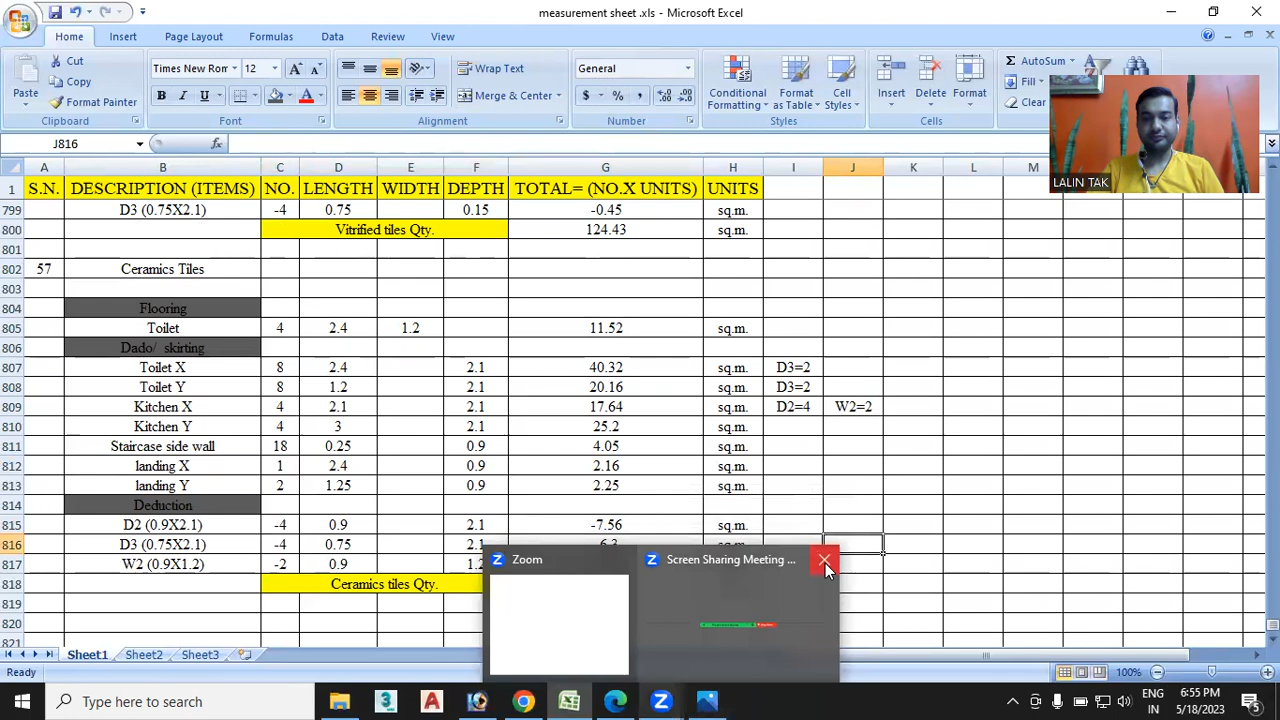 measurement sheet .xls - Microsoft Excel
Home Insert Page Layout Formulas Data Review View
Cut
Copy
Format Painter
Paste
Clipboard
Times New Rom 12
B I U
Font
Wrap Text
Merge & Center
Alignment
General
$ % ,
Number
Conditional Formatting
Format as Table
Cell Styles
Styles
Insert Delete Format
Cells
AutoSum
Fill
Clear
LALIN TAK
J816 fx
A B C D E F G H I J K L M
1 S.N. DESCRIPTION (ITEMS) NO. LENGTH WIDTH DEPTH TOTAL= (NO.X UNITS) UNITS
799 D3 (0.75X2.1) -4 0.75 0.15 -0.45 sq.m.
800 Vitrified tiles Qty. 124.43 sq.m.
801
802 57 Ceramics Tiles
803
804 Flooring
805 Toilet 4 2.4 1.2 11.52 sq.m.
806 Dado/ skirting
807 Toilet X 8 2.4 2.1 40.32 sq.m. D3=2
808 Toilet Y 8 1.2 2.1 20.16 sq.m. D3=2
809 Kitchen X 4 2.1 2.1 17.64 sq.m. D2=4 W2=2
810 Kitchen Y 4 3 2.1 25.2 sq.m.
811 Staircase side wall 18 0.25 0.9 4.05 sq.m.
812 landing X 1 2.4 0.9 2.16 sq.m.
813 landing Y 2 1.25 0.9 2.25 sq.m.
814 Deduction
815 D2 (0.9X2.1) -4 0.9 2.1 -7.56 sq.m.
816 D3 (0.75X2.1) -4 0.75
817 W2 (0.9X1.2) -2 0.9
818 Ceramics tiles Qty.
819
820
821
Zoom
Screen Sharing Meeting ...
Sheet1 Sheet2 Sheet3
Ready 100%
Type here to search
ENG
IN
6:55 PM
5/18/2023
5